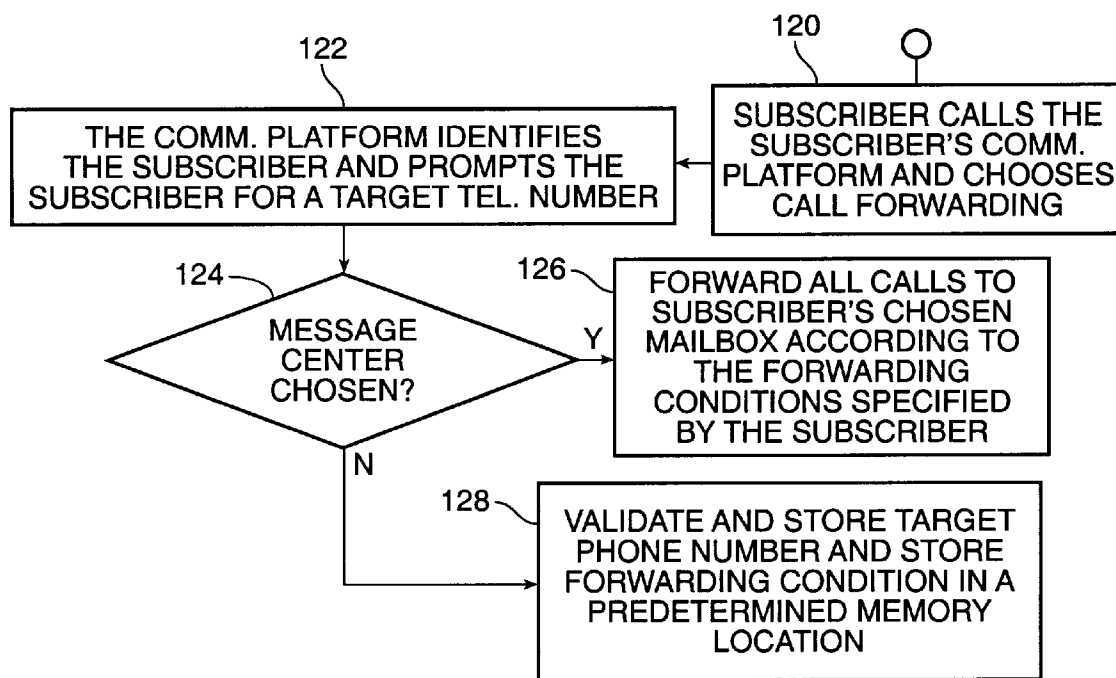 120
SUBSCRIBER CALLS THE
SUBSCRIBER'S COMM.
PLATFORM AND CHOOSES
CALL FORWARDING
122
THE COMM. PLATFORM IDENTIFIES
THE SUBSCRIBER AND PROMPTS THE
SUBSCRIBER FOR A TARGET TEL. NUMBER
124
MESSAGE
CENTER
CHOSEN?
Y
126
FORWARD ALL CALLS TO
SUBSCRIBER'S CHOSEN
MAILBOX ACCORDING TO
THE FORWARDING
CONDITIONS SPECIFIED
BY THE SUBSCRIBER
N
128
VALIDATE AND STORE TARGET
PHONE NUMBER AND STORE
FORWARDING CONDITION IN A
PREDETERMINED MEMORY
LOCATION